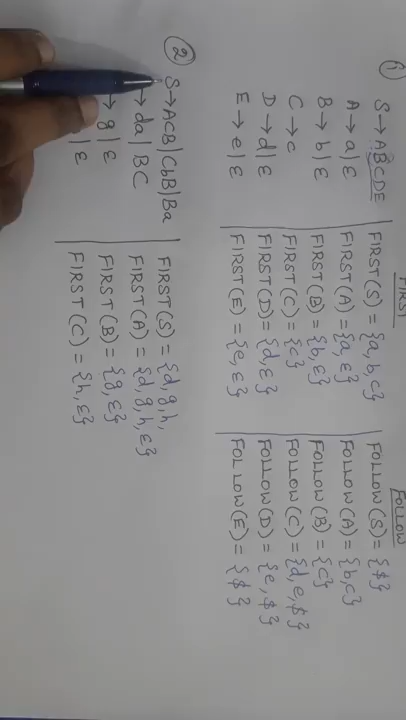 FIRST
FOLLOW
①
S → ABCDE
FIRST(S) = {a, b, c}
FOLLOW(S) = {$}
A → a | ε
FIRST(A) = {a, ε}
FOLLOW(A) = {b, c}
B → b | ε
FIRST(B) = {b, ε}
FOLLOW(B) = {c}
C → c
FIRST(C) = {c}
FOLLOW(C) = {d, e, $}
D → d | ε
FIRST(D) = {d, ε}
FOLLOW(D) = {e, $}
E → e | ε
FIRST(E) = {e, ε}
FOLLOW(E) = {$}
②
S → ACB | CbB | Ba
FIRST(S) = {d, g, h,
→ da | BC
FIRST(A) = {d, g, h, ε}
→ g | ε
FIRST(B) = {g, ε}
| ε
FIRST(C) = {h, ε}